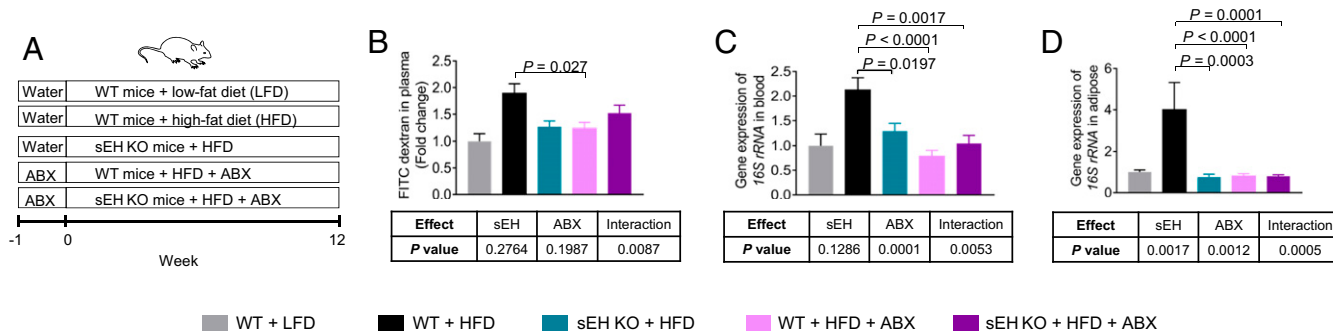 A
Water WT mice + low-fat diet (LFD)
Water WT mice + high-fat diet (HFD)
Water sEH KO mice + HFD
ABX WT mice + HFD + ABX
ABX sEH KO mice + HFD + ABX
-1 0 12
Week
B
FITC dextran in plasma
(Fold change)
2.5
2.0
1.5
1.0
0.5
0.0
P = 0.027
Effect sEH ABX Interaction
P value 0.2764 0.1987 0.0087
C
Gene expression of
16S rRNA in blood
2.5
2.0
1.5
1.0
0.5
0.0
P = 0.0017
P < 0.0001
P = 0.0197
Effect sEH ABX Interaction
P value 0.1286 0.0001 0.0053
D
Gene expression of
16S rRNA in adipose
6
4
2
0
P = 0.0001
P < 0.0001
P = 0.0003
Effect sEH ABX Interaction
P value 0.0017 0.0012 0.0005
WT + LFD WT + HFD sEH KO + HFD WT + HFD + ABX sEH KO + HFD + ABX